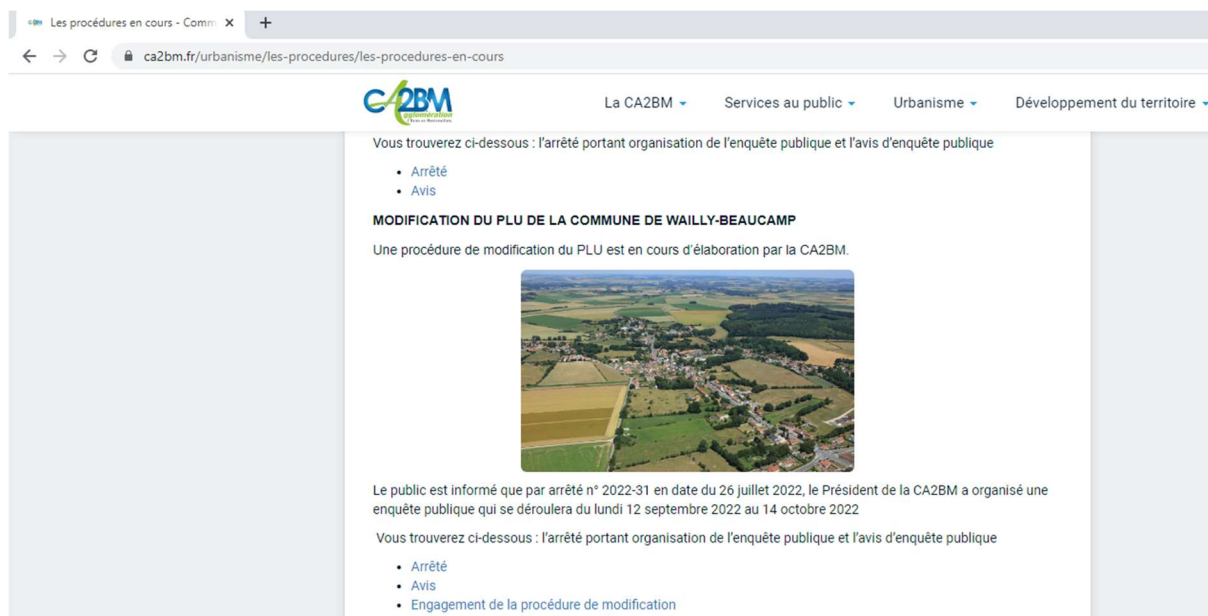 Les procédures en cours - Comm
ca2bm.fr/urbanisme/les-procedures/les-procedures-en-cours
CA2BM
agglomération
La CA2BM
Services au public
Urbanisme
Développement du territoire
Vous trouverez ci-dessous : l'arrêté portant organisation de l'enquête publique et l'avis d'enquête publique
• Arrêté
• Avis
MODIFICATION DU PLU DE LA COMMUNE DE WAILLY-BEAUCAMP
Une procédure de modification du PLU est en cours d'élaboration par la CA2BM.
Le public est informé que par arrêté n° 2022-31 en date du 26 juillet 2022, le Président de la CA2BM a organisé une
enquête publique qui se déroulera du lundi 12 septembre 2022 au 14 octobre 2022
Vous trouverez ci-dessous : l'arrêté portant organisation de l'enquête publique et l'avis d'enquête publique
• Arrêté
• Avis
• Engagement de la procédure de modification